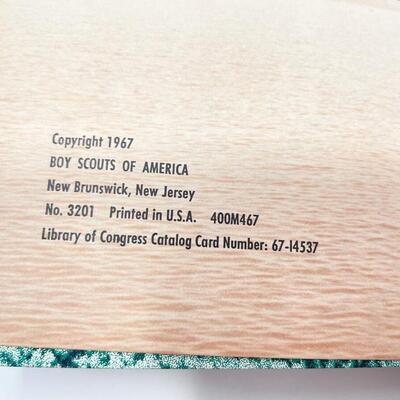 Copyright 1967
BOY SCOUTS OF AMERICA
New Brunswick, New Jersey
No. 3201 Printed in U.S.A. 400M467
Library of Congress Catalog Card Number: 67-14537